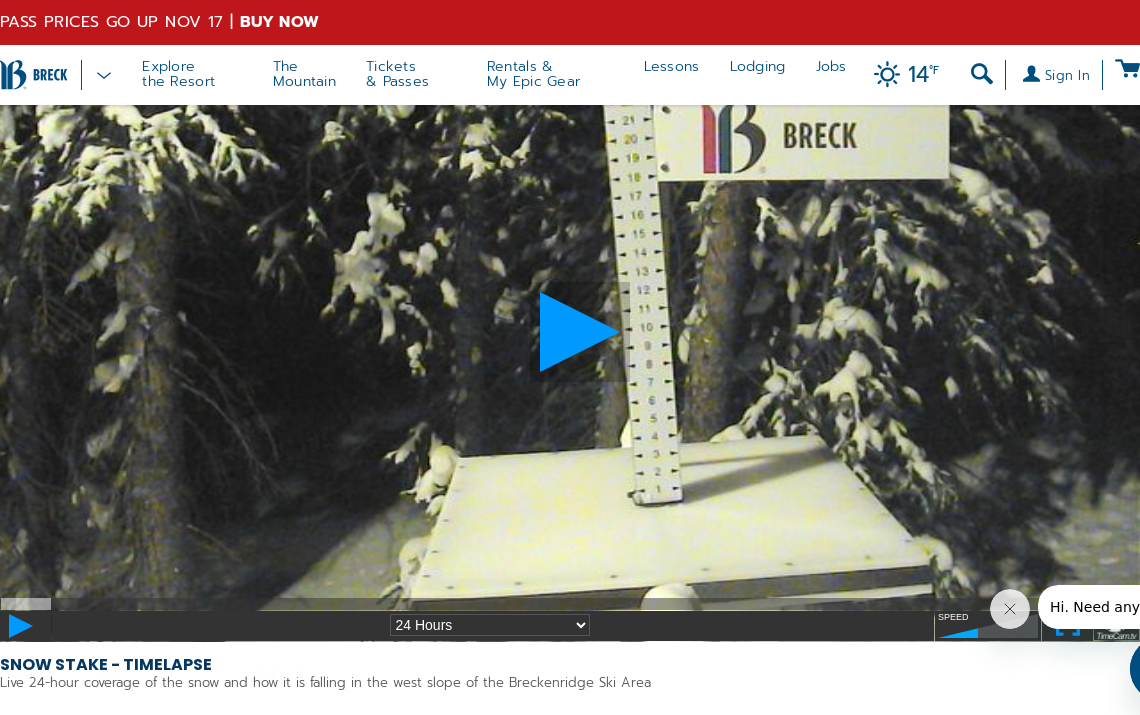 PASS PRICES GO UP NOV 17 | BUY NOW
BRECK
Explore
the Resort
The
Mountain
Tickets
& Passes
Rentals &
My Epic Gear
Lessons
Lodging
Jobs
14°F
Sign In
BRECK
21
20
19
18
17
16
15
14
13
12
11
10
9
8
7
6
5
4
3
2
1
24 Hours
SPEED
Hi. Need any
TimeCam.tv
SNOW STAKE - TIMELAPSE
Live 24-hour coverage of the snow and how it is falling in the west slope of the Breckenridge Ski Area